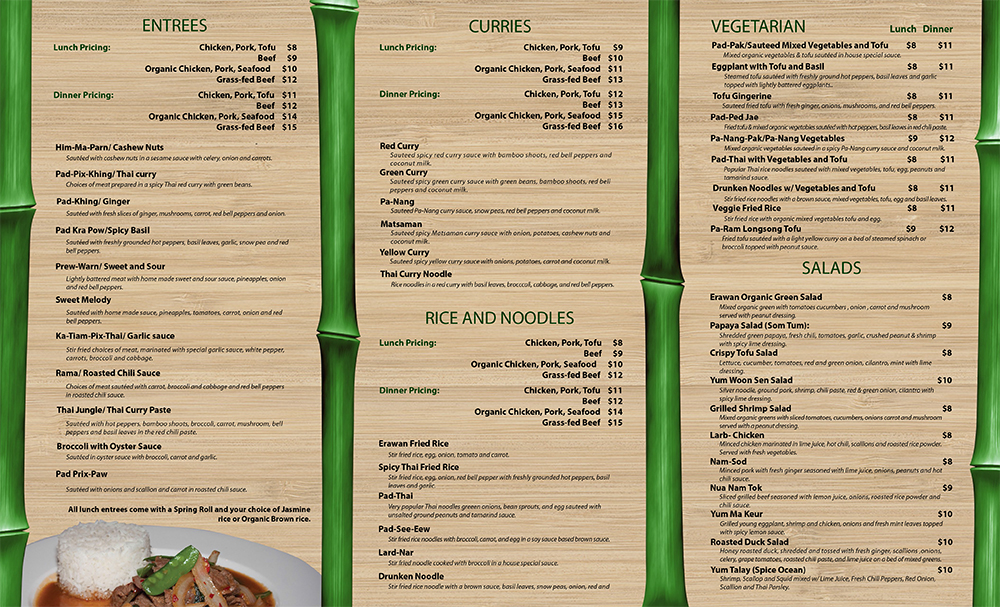 ENTREES
Lunch Pricing: Chicken, Pork, Tofu $8
Beef $9
Organic Chicken, Pork, Seafood $10
Grass-fed Beef $12
Dinner Pricing: Chicken, Pork, Tofu $11
Beef $12
Organic Chicken, Pork, Seafood $14
Grass-fed Beef $15
Him-Ma-Parn/ Cashew Nuts
Sautéed with cashew nuts in a sesame sauce with celery, onion and carrots.
Pad-Pix-Khing/ Thai curry
Choices of meat prepared in a spicy Thai red curry with green beans.
Pad-Khing/ Ginger
Sautéed with fresh slices of ginger, mushrooms, carrot, red bell peppers and onion.
Pad Kra Pow/Spicy Basil
Sautéed with freshly grounded hot peppers, basil leaves, garlic, snow pea and red
bell peppers.
Prew-Warn/ Sweet and Sour
Lightly battered meat with home made sweet and sour sauce, pineapples, onion
and red bell peppers.
Sweet Melody
Sautéed with home made sauce, pineapples, tamatoes, carrot, onion and red
bell peppers.
Ka-Tiam-Pix-Thai/ Garlic sauce
Stir fried choices of meat, marinated with special garlic sauce, white pepper,
carrots, broccoli and cabbage.
Rama/ Roasted Chili Sauce
Choices of meat sautéed with carrot, broccoli and cabbage and red bell peppers
in roasted chili sauce.
Thai Jungle/ Thai Curry Paste
Sautéed with hot peppers, bamboo shoots, broccoli, carrot, mushroom, bell
peppers and basil leaves in the red chili paste.
Broccoli with Oyster Sauce
Sautéed in oyster sauce with broccoli, carrot and garlic.
Pad Prix-Paw
Sautéed with onions and scallion and carrot in roasted chili sauce.
All lunch entrees come with a Spring Roll and your choice of Jasmine
rice or Organic Brown rice.
CURRIES
Lunch Pricing: Chicken, Pork, Tofu $9
Beef $10
Organic Chicken, Pork, Seafood $11
Grass-fed Beef $13
Dinner Pricing: Chicken, Pork, Tofu $12
Beef $13
Organic Chicken, Pork, Seafood $15
Grass-fed Beef $16
Red Curry
Sauteed spicy red curry sauce with bamboo shoots, red bell peppers and
coconut milk.
Green Curry
Sauteed spicy green curry sauce with green beans, bamboo shoots, red bell
peppers and coconut milk.
Pa-Nang
Sauteed Pa-Nang curry sauce, snow peas, red bell peppers and coconut milk.
Matsaman
Sauteed spicy Matsaman curry sauce with onion, potatoes, cashew nuts and
coconut milk.
Yellow Curry
Sauteed spicy yellow curry sauce with onions, potatoes, carrot and coconut milk.
Thai Curry Noodle
Rice noodles in a red curry with basil leaves, broccoli, cabbage, and red bell peppers.
RICE AND NOODLES
Lunch Pricing: Chicken, Pork, Tofu $8
Beef $9
Organic Chicken, Pork, Seafood $10
Grass-fed Beef $12
Dinner Pricing: Chicken, Pork, Tofu $11
Beef $12
Organic Chicken, Pork, Seafood $14
Grass-fed Beef $15
Erawan Fried Rice
Stir fried rice, egg, onion, tomato and carrot.
Spicy Thai Fried Rice
Stir fried rice, egg, onion, red bell pepper with freshly grounded hot peppers, basil
leaves and garlic.
Pad-Thai
Very popular Thai noodles green onions, bean sprouts, and egg sauteed with
unsalted ground peanuts and tamarind sauce.
Pad-See-Eew
Stir fried rice noodles with broccoli, carrot, and egg in a soy sauce based brown sauce.
Lard-Nar
Stir fried noodle cooked with broccoli in a house special sauce.
Drunken Noodle
Stir fried rice noodle with a brown sauce, basil leaves, snow peas, onion, red and
VEGETARIAN Lunch Dinner
Pad-Pak/Sauteed Mixed Vegetables and Tofu $8 $11
Mixed organic vegetables & tofu sautéed in house special sauce.
Eggplant with Tofu and Basil $8 $11
Steamed tofu sautéed with freshly ground hot peppers, basil leaves and garlic
topped with lightly battered eggplants..
Tofu Gingerine $8 $11
Sauteed fried tofu with fresh ginger, onions, mushrooms, and red bell peppers.
Pad-Ped Jae $8 $11
Fried tofu & mixed organic vegetables sautéed with hot peppers, basil leaves in red chili paste.
Pa-Nang-Pak/Pa-Nang Vegetables $9 $12
Mixed organic vegetables sauteed in a spicy Pa-Nang curry sauce and coconut milk.
Pad-Thai with Vegetables and Tofu $8 $11
Popular Thai rice noodles sauteed with mixed vegetables, tofu, egg, peanuts and
tamarind sauce.
Drunken Noodles w/ Vegetables and Tofu $8 $11
Stir fried rice noodles with a brown sauce, mixed vegetables, tofu, egg and basil leaves.
Veggie Fried Rice $8 $11
Stir fried rice with organic mixed vegetables tofu and egg.
Pa-Ram Longsong Tofu $9 $12
Fried tofu sautéed with a light yellow curry on a bed of steamed spinach or
broccoli topped with peanut sauce.
SALADS
Erawan Organic Green Salad $8
Mixed organic green with tomatoes cucumbers , onion , carrot and mushroom
served with peanut dressing.
Papaya Salad (Som Tum): $9
Shredded green papaya, fresh chili, tomatoes, garlic, crushed peanut & shrimp
with spicy lime dressing.
Crispy Tofu Salad $8
Lettuce, cucumber, tomatoes, red and green onion, cilantro, mint with lime
dressing.
Yum Woon Sen Salad $10
Silver noodle, ground pork, shrimp, chili paste, red & green onion, cilantro with
spicy lime dressing.
Grilled Shrimp Salad $8
Mixed organic greens with sliced tomatoes, cucumbers, onions carrot and mushroom
served with a peanut dressing.
Larb- Chicken $8
Minced chicken marinated in lime juice, hot chili, scallions and roasted rice powder.
Served with fresh vegetables.
Nam-Sod $8
Minced pork with fresh ginger seasoned with lime juice, onions, peanuts and hot
chili sauce.
Nua Nam Tok $9
Sliced grilled beef seasoned with lemon juice, onions, roasted rice powder and
chili sauce.
Yum Ma Keur $10
Grilled young eggplant, shrimp and chicken, onions and fresh mint leaves topped
with spicy lemon sauce.
Roasted Duck Salad $10
Honey roasted duck, shredded and tossed with fresh ginger, scallions ,onions,
celery, grape tomatoes, roasted chili paste, and lime juice on a bed of mixed greens.
Yum Talay (Spice Ocean) $10
Shrimp, Scallop and Squid mixed w/ Lime Juice, Fresh Chili Peppers, Red Onion,
Scallion and Thai Parsley.